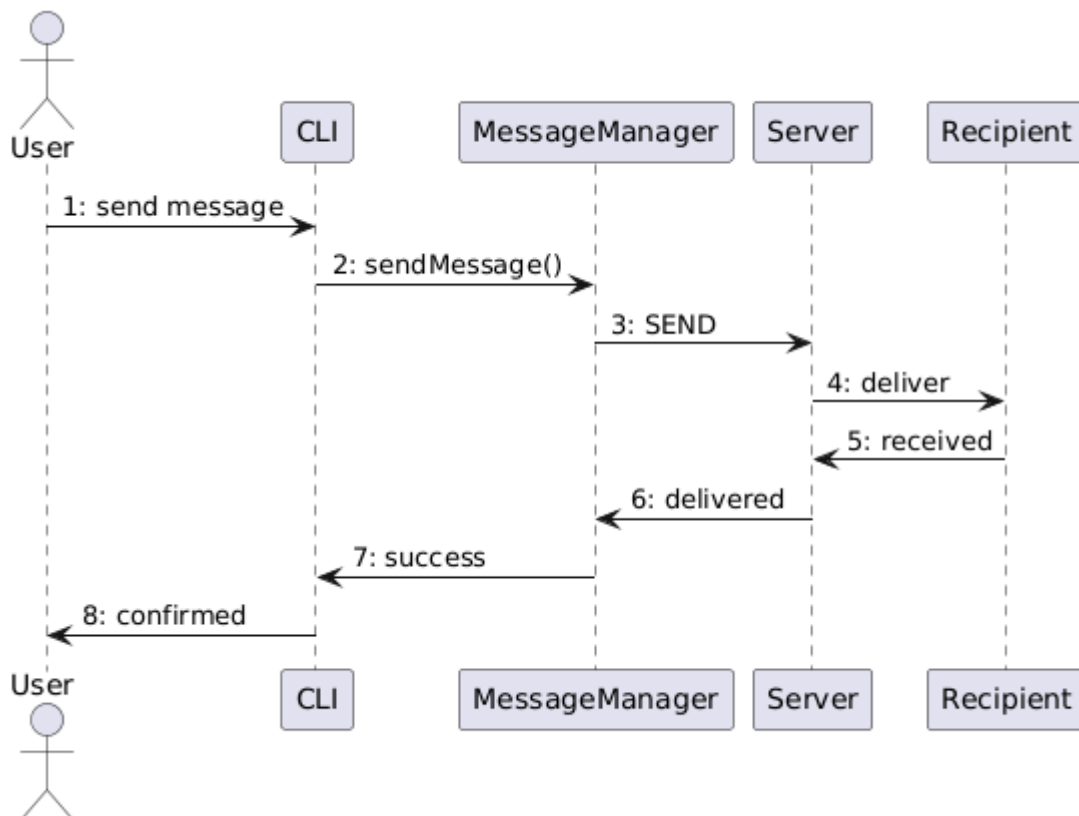 User
CLI
MessageManager
Server
Recipient
1: send message
2: sendMessage()
3: SEND
4: deliver
5: received
6: delivered
7: success
8: confirmed
User
CLI
MessageManager
Server
Recipient